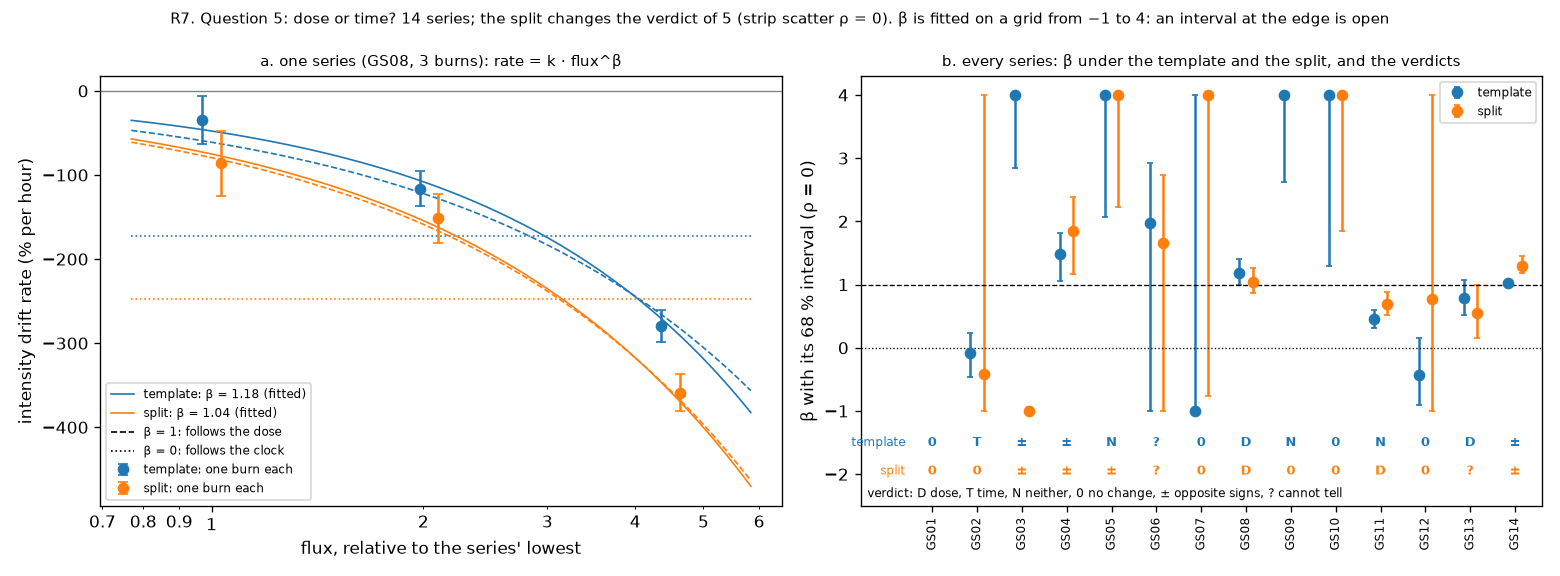 R7. Question 5: dose or time? 14 series; the split changes the verdict of 5 (strip scatter ρ = 0). β is fitted on a grid from −1 to 4: an interval at the edge is open
a. one series (GS08, 3 burns): rate = k · flux^β
intensity drift rate (% per hour)
0
−100
−200
−300
−400
template: β = 1.18 (fitted)
split: β = 1.04 (fitted)
β = 1: follows the dose
β = 0: follows the clock
template: one burn each
split: one burn each
0.7 0.8 0.9 1 2 3 4 5 6
flux, relative to the series' lowest
b. every series: β under the template and the split, and the verdicts
β with its 68 % interval (ρ = 0)
4
3
2
1
0
−1
−2
template
split
template 0 T ± ± N ? 0 D N 0 N 0 D ±
split 0 0 ± ± ± ? 0 D 0 0 D 0 ? ±
verdict: D dose, T time, N neither, 0 no change, ± opposite signs, ? cannot tell
GS01 GS02 GS03 GS04 GS05 GS06 GS07 GS08 GS09 GS10 GS11 GS12 GS13 GS14